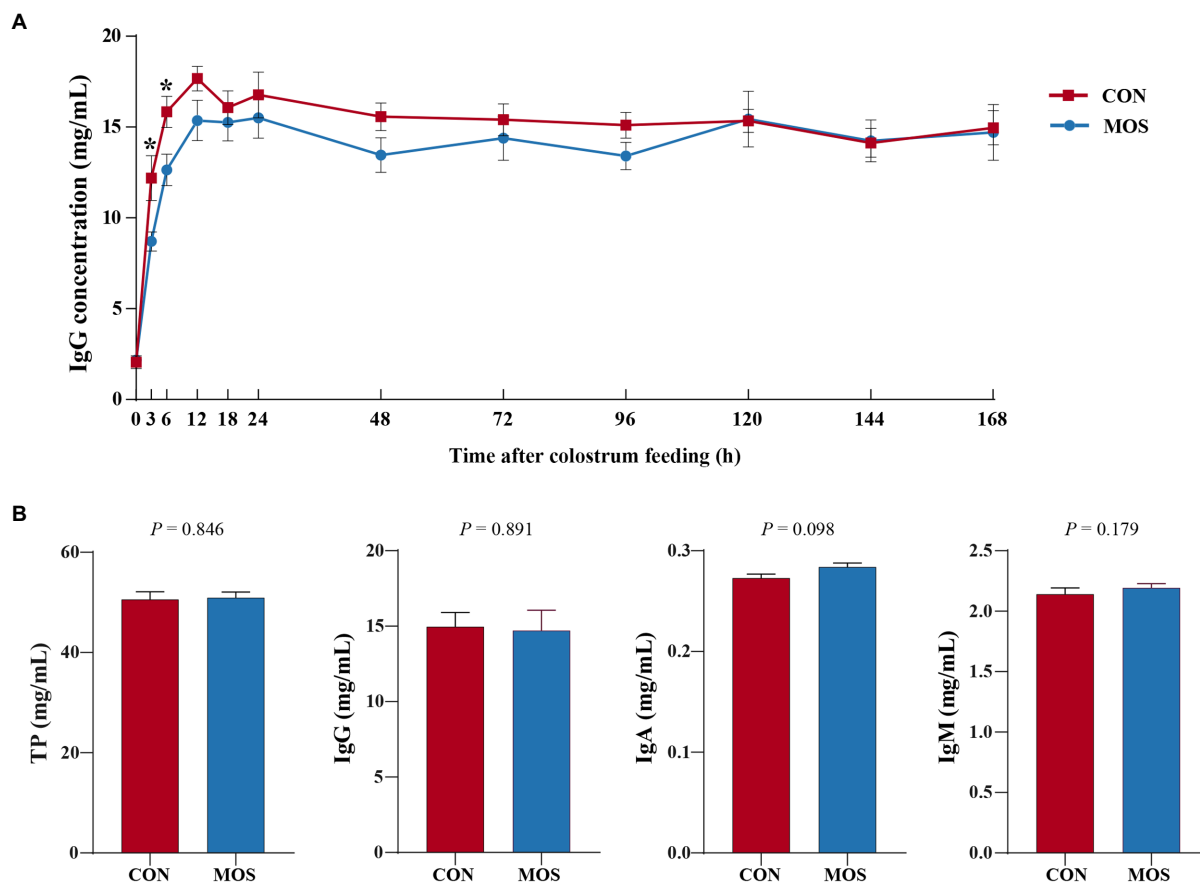 A
IgG concentration (mg/mL)
20
15
10
5
0
* *
CON
MOS
0 3 6 12 18 24 48 72 96 120 144 168
Time after colostrum feeding (h)
B
P = 0.846
TP (mg/mL)
60
40
20
0
CON MOS
P = 0.891
IgG (mg/mL)
20
15
10
5
0
CON MOS
P = 0.098
IgA (mg/mL)
0.3
0.2
0.1
0.0
CON MOS
P = 0.179
IgM (mg/mL)
2.5
2.0
1.5
1.0
0.5
0.0
CON MOS